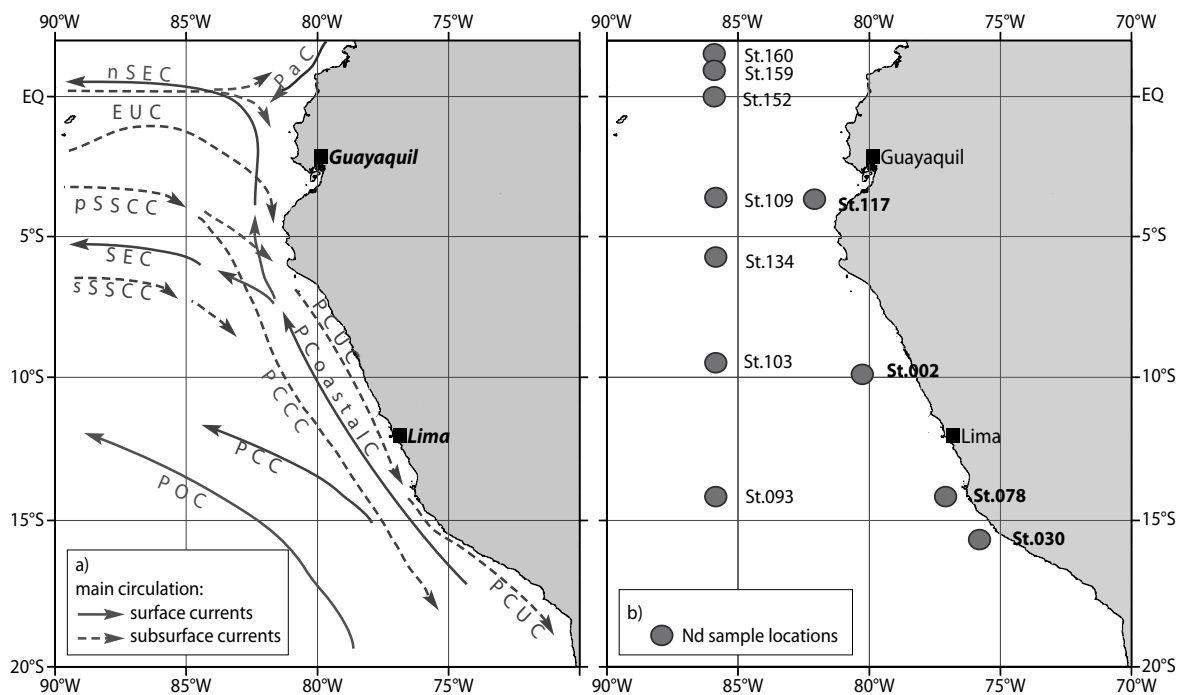 90°W 85°W 80°W 75°W
90°W 85°W 80°W 75°W 70°W
EQ
5°S
10°S
15°S
20°S
nSEC
PaC
EUC
Guayaquil
pSSCC
SEC
sSSCC
PCUC
PCoastalC
PCCC
Lima
PCC
POC
PCUC
a)
main circulation:
surface currents
subsurface currents
90°W 85°W 80°W 75°W
St.160
St.159
St.152
Guayaquil
St.109
St.117
St.134
St.103
St.002
Lima
St.093
St.078
St.030
b)
Nd sample locations
EQ
5°S
10°S
15°S
20°S
90°W 85°W 80°W 75°W 70°W